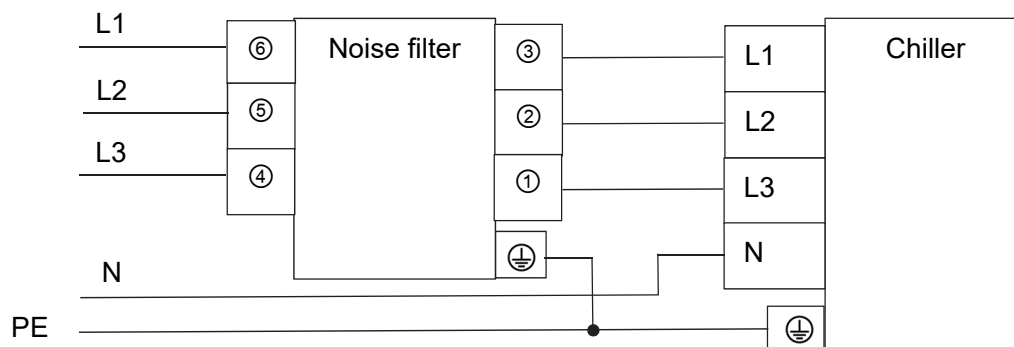 L1
⑥
Noise filter
③
L1
Chiller
L2
⑤
②
L2
L3
④
①
L3
N
N
PE